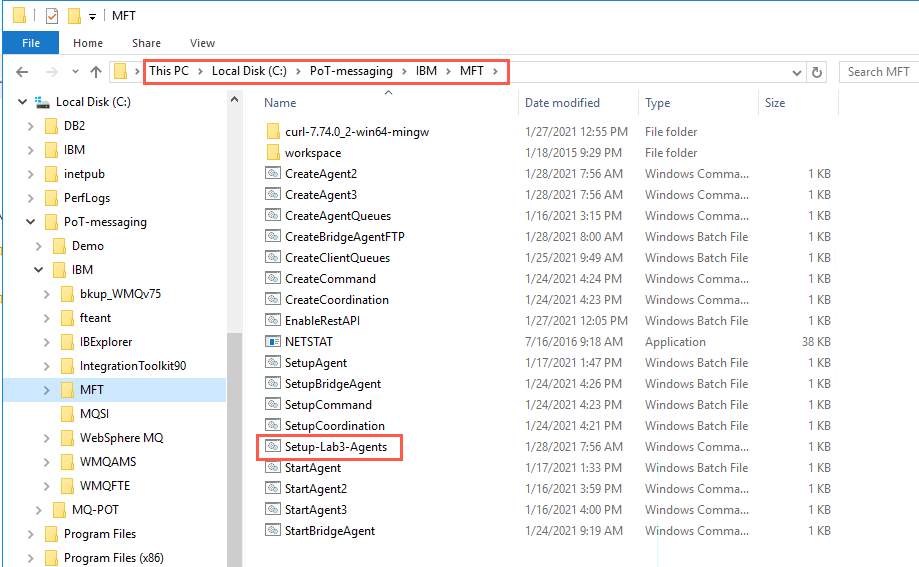 MFT
File Home Share View
This PC > Local Disk (C:) > PoT-messaging > IBM > MFT > Search MFT
Local Disk (C:)
DB2
IBM
inetpub
PerfLogs
PoT-messaging
Demo
IBM
bkup_WMQv75
fteant
IBExplorer
IntegrationToolkit90
MFT
MQSI
WebSphere MQ
WMQAMS
WMQFTE
MQ-POT
Program Files
Program Files (x86)
Name Date modified Type Size
curl-7.74.0_2-win64-mingw 1/27/2021 12:55 PM File folder
workspace 1/18/2015 9:29 PM File folder
CreateAgent2 1/28/2021 7:56 AM Windows Comma... 1 KB
CreateAgent3 1/28/2021 7:56 AM Windows Comma... 1 KB
CreateAgentQueues 1/16/2021 3:15 PM Windows Batch File 1 KB
CreateBridgeAgentFTP 1/28/2021 8:00 AM Windows Batch File 1 KB
CreateClientQueues 1/25/2021 9:49 AM Windows Batch File 1 KB
CreateCommand 1/24/2021 4:24 PM Windows Batch File 1 KB
CreateCoordination 1/24/2021 4:23 PM Windows Batch File 1 KB
EnableRestAPI 1/27/2021 12:05 PM Windows Batch File 1 KB
NETSTAT 7/16/2016 9:18 AM Application 38 KB
SetupAgent 1/17/2021 1:47 PM Windows Batch File 1 KB
SetupBridgeAgent 1/24/2021 4:26 PM Windows Batch File 1 KB
SetupCommand 1/24/2021 4:23 PM Windows Batch File 1 KB
SetupCoordination 1/24/2021 4:21 PM Windows Batch File 1 KB
Setup-Lab3-Agents 1/28/2021 7:56 AM Windows Comma... 1 KB
StartAgent 1/17/2021 1:33 PM Windows Batch File 1 KB
StartAgent2 1/16/2021 3:59 PM Windows Comma... 1 KB
StartAgent3 1/16/2021 4:00 PM Windows Comma... 1 KB
StartBridgeAgent 1/24/2021 9:19 AM Windows Comma... 1 KB